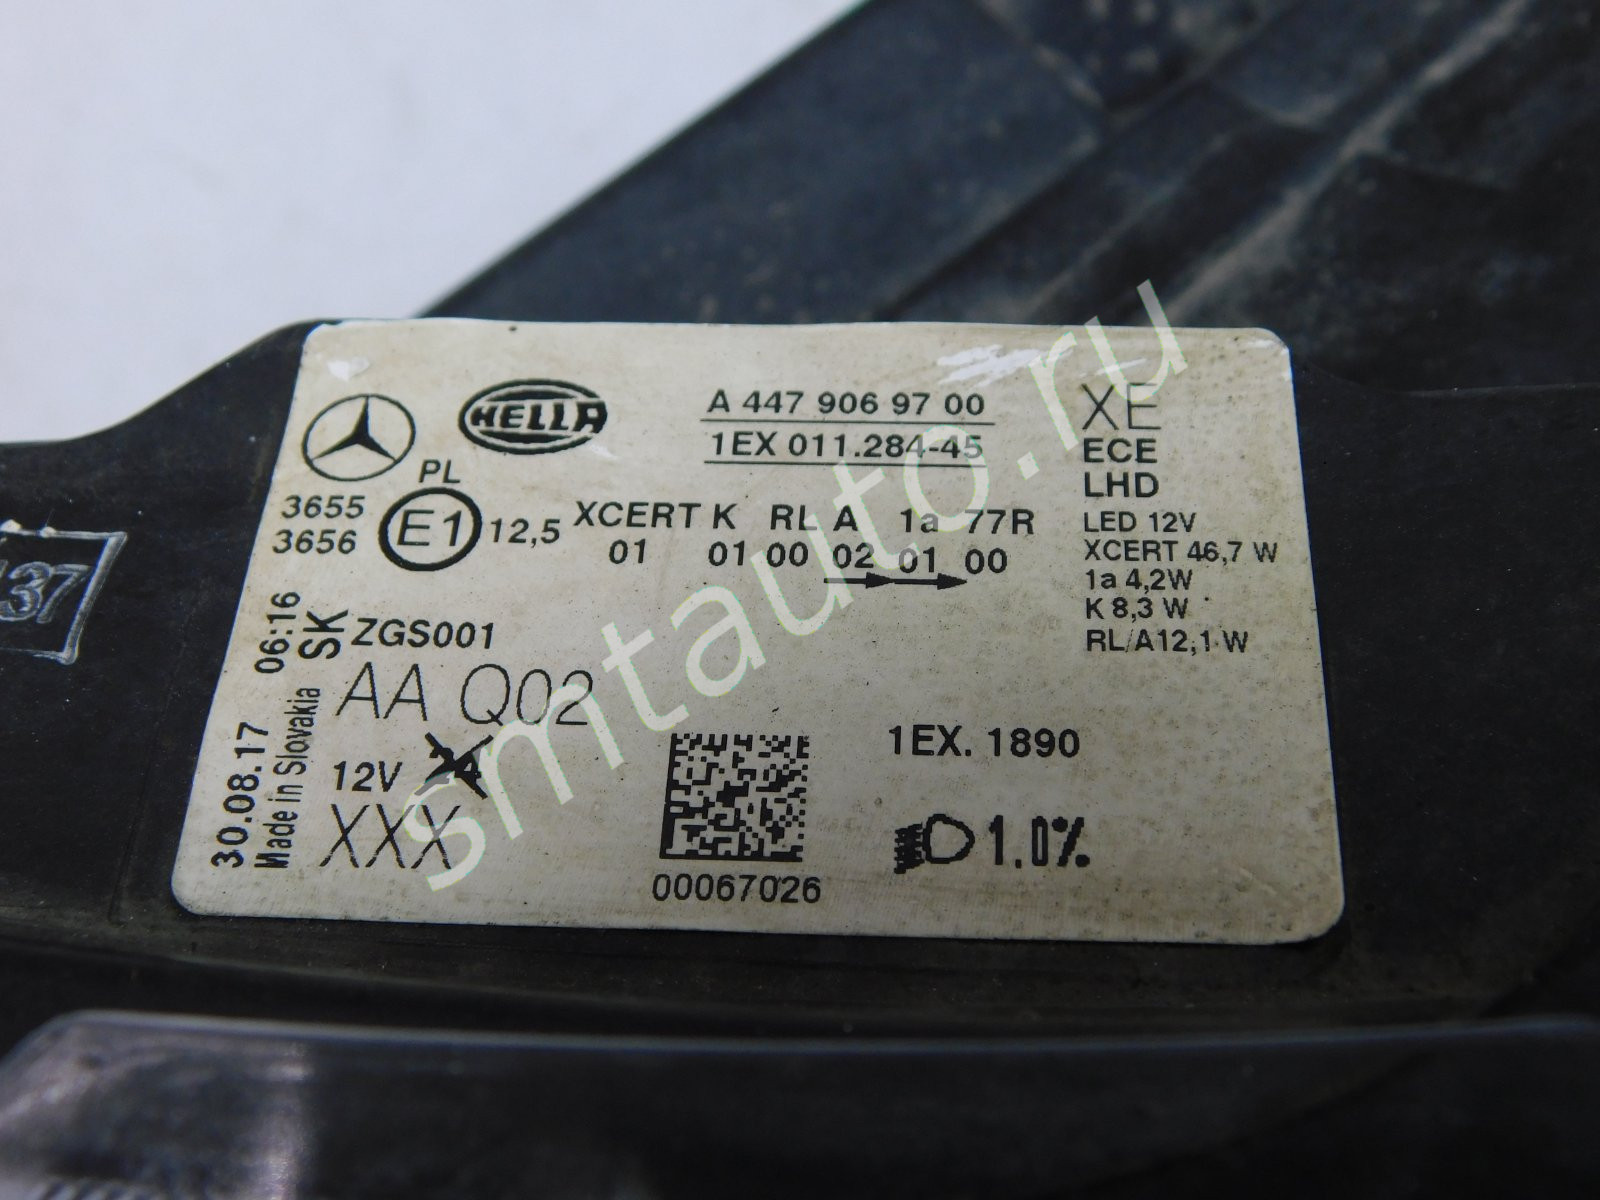 HELLA
A 447 906 97 00
1EX 011.284-45
XE
ECE
LHD
LED 12V
XCERT 46,7 W
1a 4,2W
K 8,3 W
RL/A12,1 W
PL
3655
3656
E1
12,5
XCERT K RL A 1a 77R
01 01 00 02 01 00
30.08.17 06:16
Made in Slovakia SK
ZGS001
AA Q02
12V
XXX
00067026
1EX. 1890
1.0%
37
smtauto.ru